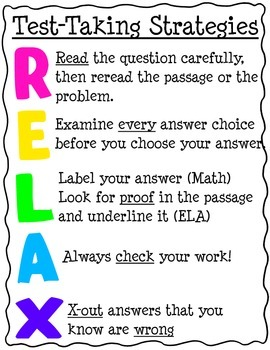 Test-Taking Strategies
R
Read the question carefully,
then reread the passage or the
problem.
E
Examine every answer choice
before you choose your answer.
L
Label your answer (Math)
Look for proof in the passage
and underline it (ELA)
A
Always check your work!
X
X-out answers that you
know are wrong